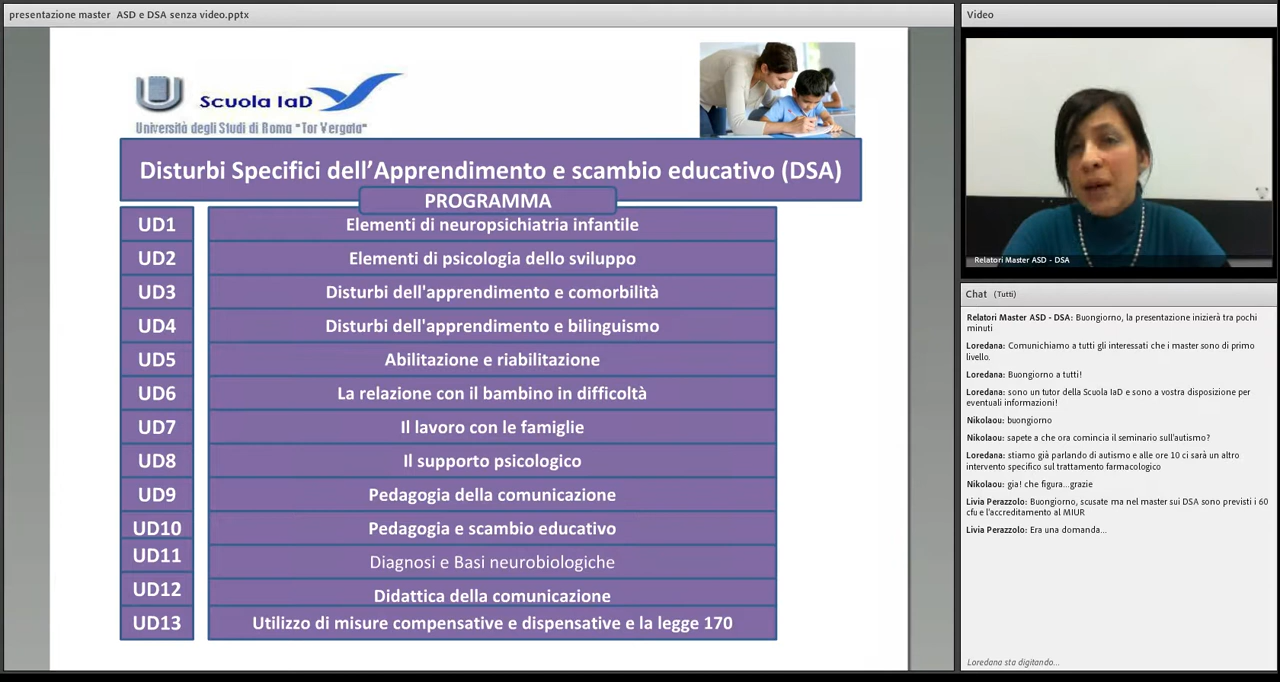 presentazione master ASD e DSA senza video.pptx
Scuola IaD
Università degli Studi di Roma "Tor Vergata"
Disturbi Specifici dell’Apprendimento e scambio educativo (DSA)
PROGRAMMA
UD1 Elementi di neuropsichiatria infantile
UD2 Elementi di psicologia dello sviluppo
UD3 Disturbi dell'apprendimento e comorbilità
UD4 Disturbi dell'apprendimento e bilinguismo
UD5 Abilitazione e riabilitazione
UD6 La relazione con il bambino in difficoltà
UD7 Il lavoro con le famiglie
UD8 Il supporto psicologico
UD9 Pedagogia della comunicazione
UD10 Pedagogia e scambio educativo
UD11 Diagnosi e Basi neurobiologiche
UD12 Didattica della comunicazione
UD13 Utilizzo di misure compensative e dispensative e la legge 170
Video
Relatori Master ASD - DSA
Chat (Tutti)
Relatori Master ASD - DSA: Buongiorno, la presentazione inizierà tra pochi
minuti
Loredana: Comunichiamo a tutti gli interessati che i master sono di primo
livello.
Loredana: Buongiorno a tutti!
Loredana: sono un tutor della Scuola IaD e sono a vostra disposizione per
eventuali informazioni!
Nikolaou: buongiorno
Nikolaou: sapete a che ora comincia il seminario sull'autismo?
Loredana: stiamo già parlando di autismo e alle ore 10 ci sarà un altro
intervento specifico sul trattamento farmacologico
Nikolaou: gia! che figura...grazie
Livia Perazzolo: Buongiorno, scusate ma nel master sui DSA sono previsti i 60
cfu e l'accreditamento al MIUR
Livia Perazzolo: Era una domanda...
Loredana sta digitando...